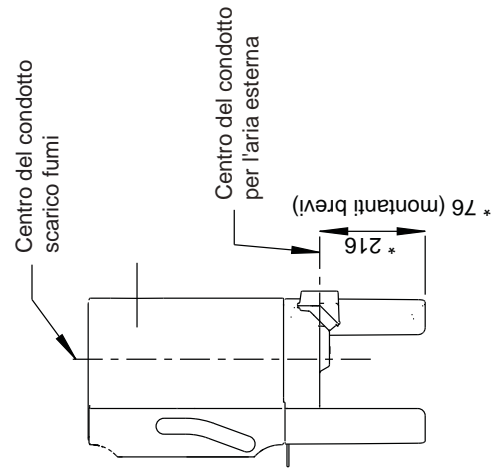 Centro del condotto
scarico fumi
Centro del condotto
per l'aria esterna
* 216
* 76 (montanti brevi)